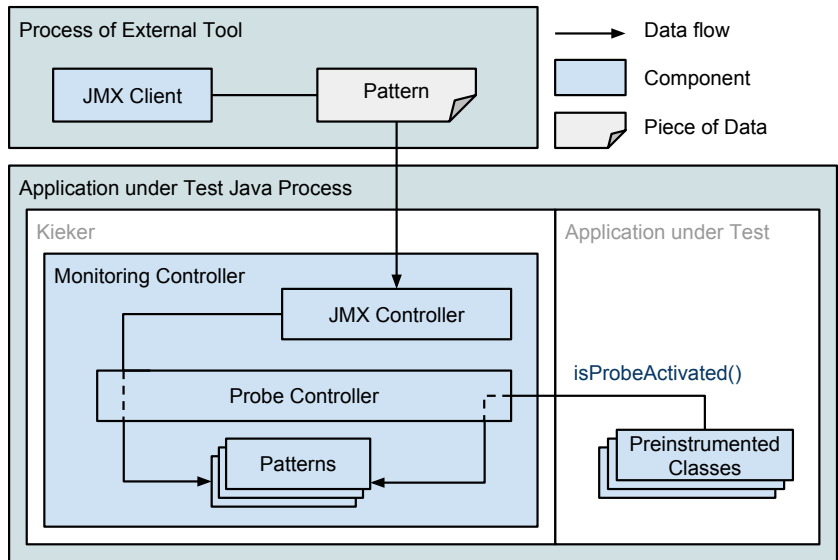 Process of External Tool
JMX Client
Pattern
Data flow
Component
Piece of Data
Application under Test Java Process
Kieker
Application under Test
Monitoring Controller
JMX Controller
isProbeActivated()
Probe Controller
Patterns
Preinstrumented
Classes